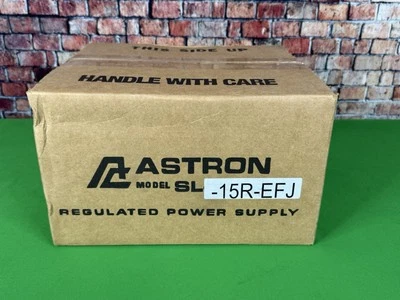 THIS SIDE UP
HANDLE WITH CARE
ASTRON
MODEL SL-15R-EFJ
REGULATED POWER SUPPLY